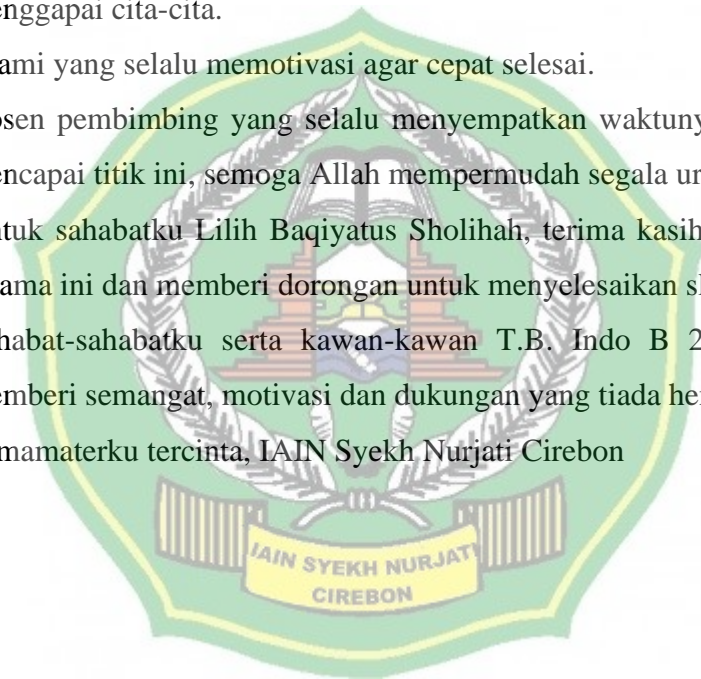 enggapai cita-cita.
ami yang selalu memotivasi agar cepat selesai.
osen pembimbing yang selalu menyempatkan waktuny
encapai titik ini, semoga Allah mempermudah segala ur
ntuk sahabatku Lilih Baqiyatus Sholihah, terima kasih
ama ini dan memberi dorongan untuk menyelesaikan sl
habat-sahabatku serta kawan-kawan T.B. Indo B 2
emberi semangat, motivasi dan dukungan yang tiada he
mamaterku tercinta, IAIN Syekh Nurjati Cirebon
IAIN SYEKH NURJATI
CIREBON